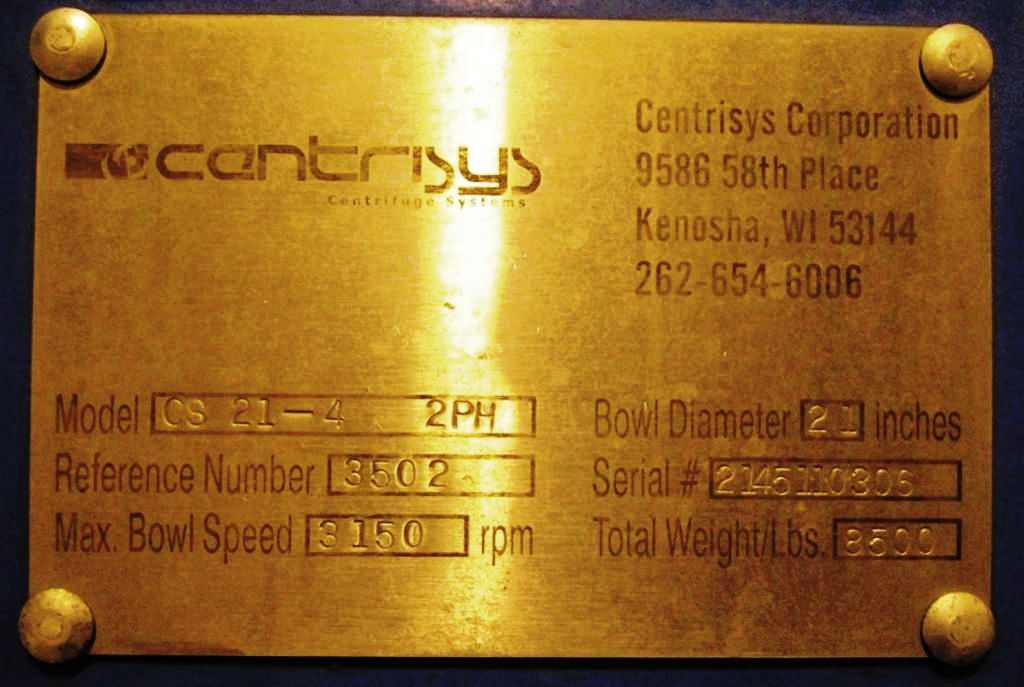 centrisys
Centrifuge Systems
Centrisys Corporation
9586 58th Place
Kenosha, WI 53144
262-654-6006
Model CS 21-4 2PH
Reference Number 3502
Max. Bowl Speed 3150 rpm
Bowl Diameter 21 inches
Serial # 2145110306
Total Weight/Lbs. 8500